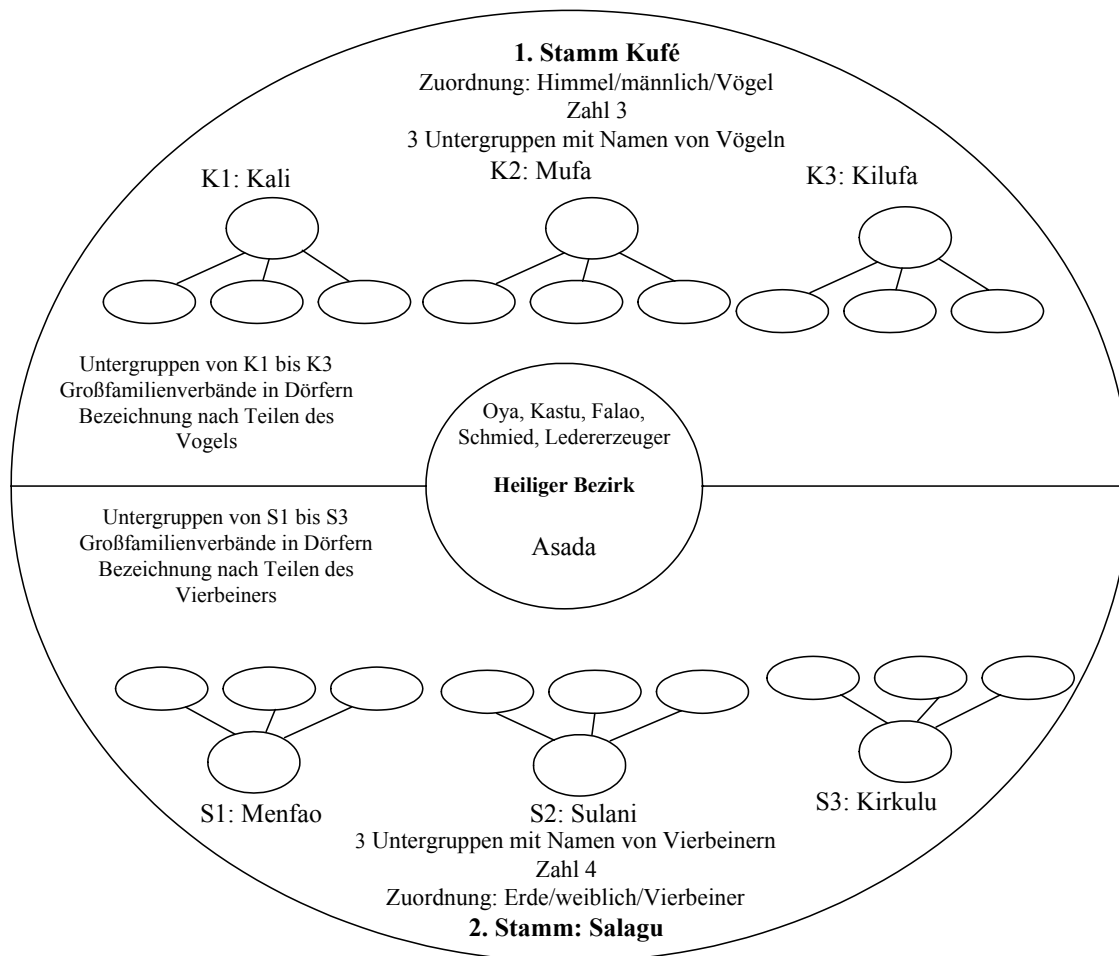 1. Stamm Kufé
Zuordnung: Himmel/männlich/Vögel
Zahl 3
3 Untergruppen mit Namen von Vögeln
K1: Kali
K2: Mufa
K3: Kilufa
Untergruppen von K1 bis K3
Großfamilienverbände in Dörfern
Bezeichnung nach Teilen des
Vogels
Oya, Kastu, Falao,
Schmied, Ledererzeuger
Heiliger Bezirk
Asada
Untergruppen von S1 bis S3
Großfamilienverbände in Dörfern
Bezeichnung nach Teilen des
Vierbeiners
S1: Menfao
S2: Sulani
S3: Kirkulu
3 Untergruppen mit Namen von Vierbeinern
Zahl 4
Zuordnung: Erde/weiblich/Vierbeiner
2. Stamm: Salagu